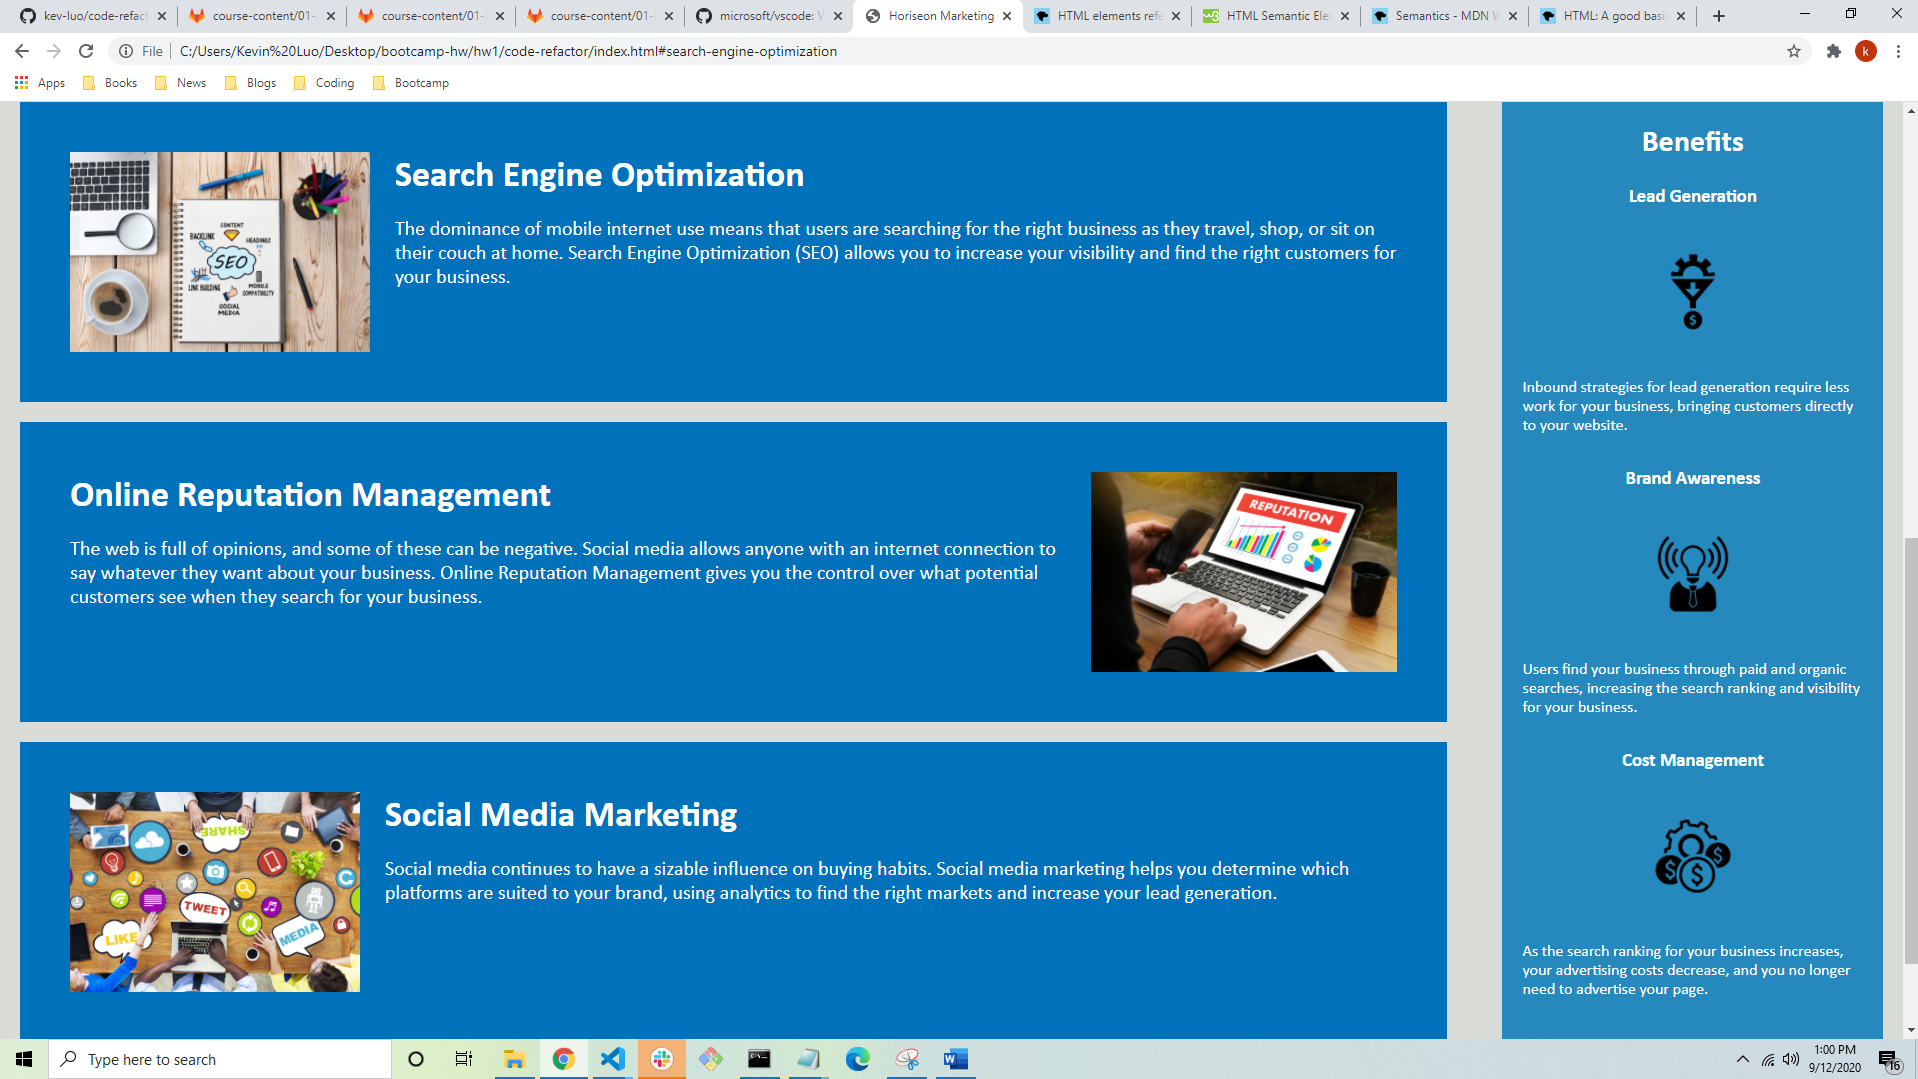 kev-luo/code-refact
course-content/01-
course-content/01-
course-content/01-
microsoft/vscode: V
Horiseon Marketing
HTML elements refe
HTML Semantic Ele
Semantics - MDN W
HTML: A good basi
File
C:/Users/Kevin%20Luo/Desktop/bootcamp-hw/hw1/code-refactor/index.html#search-engine-optimization
k
Apps
Books
News
Blogs
Coding
Bootcamp
CONTENT
BACKLINK
HEADINGS
SEO
LINK BUILDING
MOBILE
COMPATIBILITY
SOCIAL
MEDIA
Search Engine Optimization
The dominance of mobile internet use means that users are searching for the right business as they travel, shop, or sit on
their couch at home. Search Engine Optimization (SEO) allows you to increase your visibility and find the right customers for
your business.
Online Reputation Management
The web is full of opinions, and some of these can be negative. Social media allows anyone with an internet connection to
say whatever they want about your business. Online Reputation Management gives you the control over what potential
customers see when they search for your business.
REPUTATION
SHARE
TWEET
LIKE
MEDIA
Social Media Marketing
Social media continues to have a sizable influence on buying habits. Social media marketing helps you determine which
platforms are suited to your brand, using analytics to find the right markets and increase your lead generation.
Benefits
Lead Generation
$
Inbound strategies for lead generation require less
work for your business, bringing customers directly
to your website.
Brand Awareness
Users find your business through paid and organic
searches, increasing the search ranking and visibility
for your business.
Cost Management
$ $ $
As the search ranking for your business increases,
your advertising costs decrease, and you no longer
need to advertise your page.
Type here to search
1:00 PM
9/12/2020
16